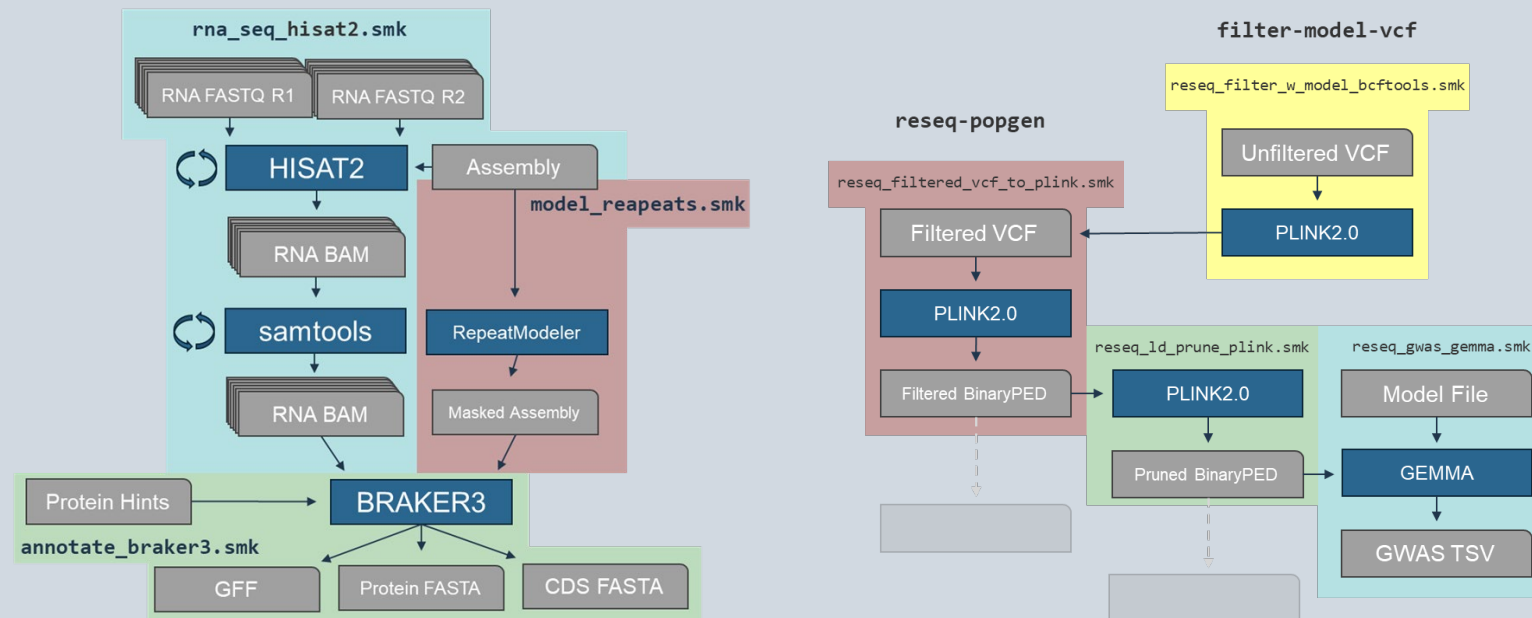 rna_seq_hisat2.smk
RNA FASTQ R1
RNA FASTQ R2
HISAT2
Assembly
model_reapeats.smk
RNA BAM
samtools
RepeatModeler
RNA BAM
Masked Assembly
Protein Hints
BRAKER3
annotate_braker3.smk
GFF
Protein FASTA
CDS FASTA
filter-model-vcf
reseq_filter_w_model_bcftools.smk
Unfiltered VCF
PLINK2.0
reseq-popgen
reseq_filtered_vcf_to_plink.smk
Filtered VCF
PLINK2.0
Filtered BinaryPED
reseq_ld_prune_plink.smk
PLINK2.0
Pruned BinaryPED
reseq_gwas_gemma.smk
Model File
GEMMA
GWAS TSV